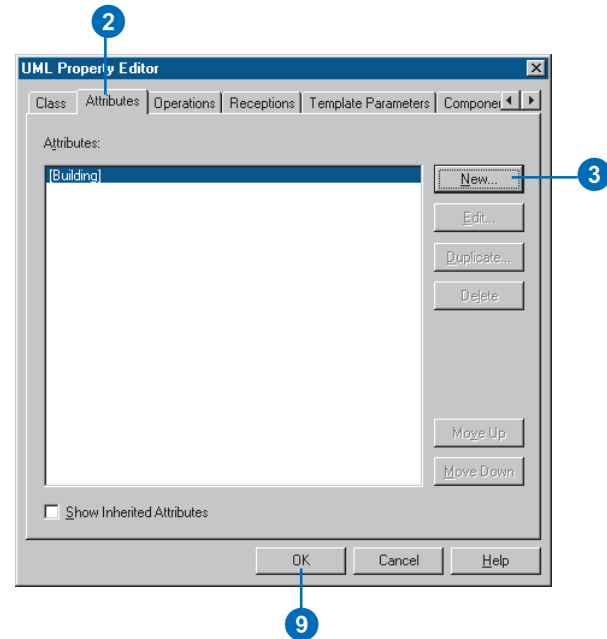 2
UML Property Editor
Class Attributes Operations Receptions Template Parameters
Attributes:
[Building]
New...
3
Edit...
Duplicate...
Delete
Move Up
Move Down
Show Inherited Attributes
OK Cancel Help
9